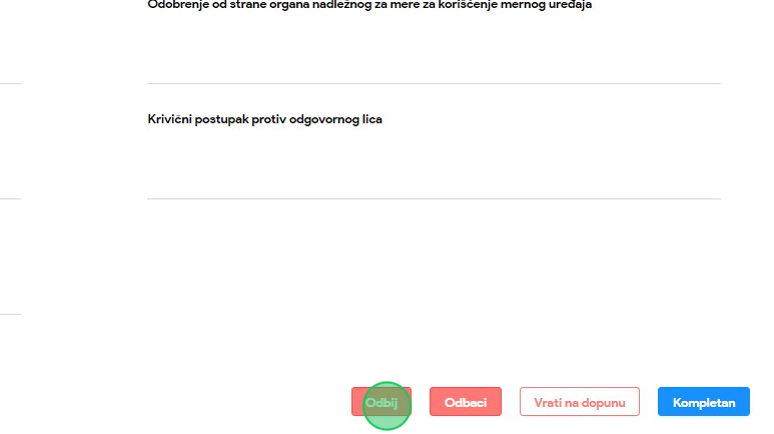 Odobrenje od strane organa nadležnog za mere za korišćenje mernog uređaja
Krivični postupak protiv odgovornog lica
Odbij
Odbaci
Vrati na dopunu
Kompletan